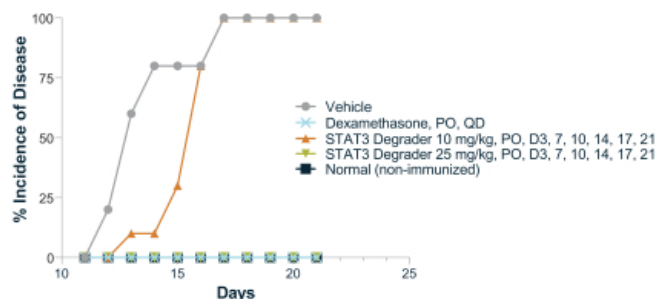 % Incidence of Disease
100
75
50
25
0
10
15
20
25
Days
Vehicle
Dexamethasone, PO, QD
STAT3 Degrader 10 mg/kg, PO, D3, 7, 10, 14, 17, 21
STAT3 Degrader 25 mg/kg, PO, D3, 7, 10, 14, 17, 21
Normal (non-immunized)